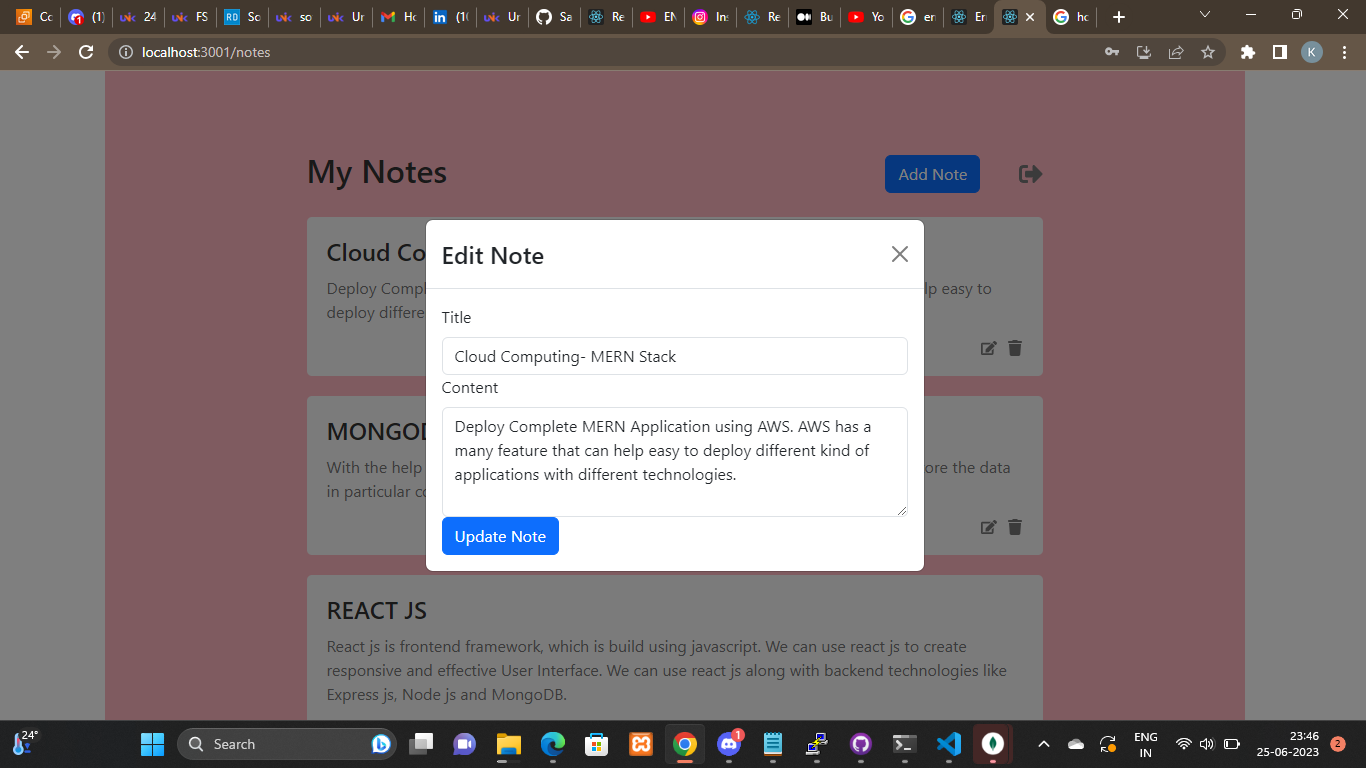 Cc
(1)
24
FS
So
so
Ur
Hc
(1(
Ur
Sa
Re
EN
Ins
Re
Bu
Yo
er
Err
hc
localhost:3001/notes
K
My Notes
Add Note
Cloud Co
Deploy Compl
lp easy to
deploy differe
MONGOD
With the help
ore the data
in particular co
REACT JS
React js is frontend framework, which is build using javascript. We can use react js to create
responsive and effective User Interface. We can use react js along with backend technologies like
Express js, Node js and MongoDB.
Edit Note
Title
Cloud Computing- MERN Stack
Content
Deploy Complete MERN Application using AWS. AWS has a
many feature that can help easy to deploy different kind of
applications with different technologies.
Update Note
24°
Search
1
ENG
IN
23:46
25-06-2023
2